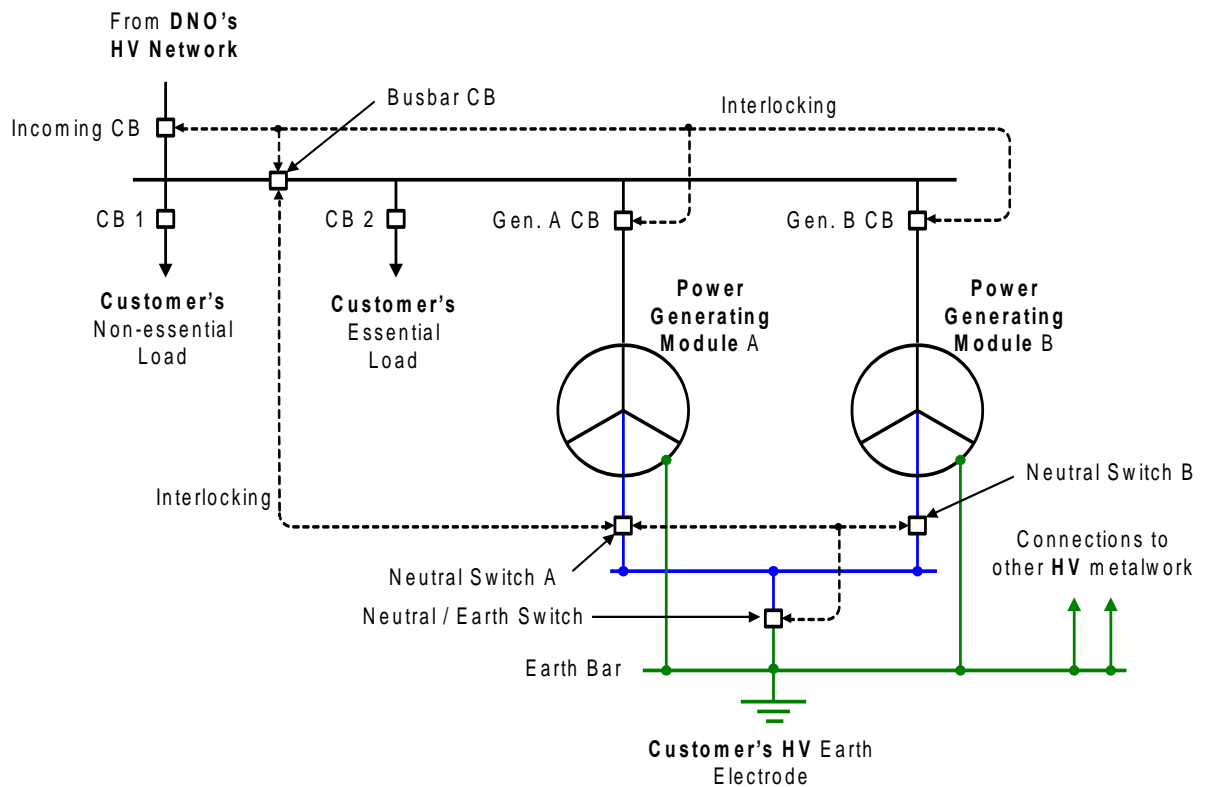 From DNO's
HV Network
Busbar CB
Interlocking
Incoming CB
CB 1
CB 2
Gen. A CB
Gen. B CB
Customer's
Non-essential
Load
Customer's
Essential
Load
Power
Generating
Module A
Power
Generating
Module B
Interlocking
Neutral Switch B
Connections to
other HV metalwork
Neutral Switch A
Neutral / Earth Switch
Earth Bar
Customer's HV Earth
Electrode